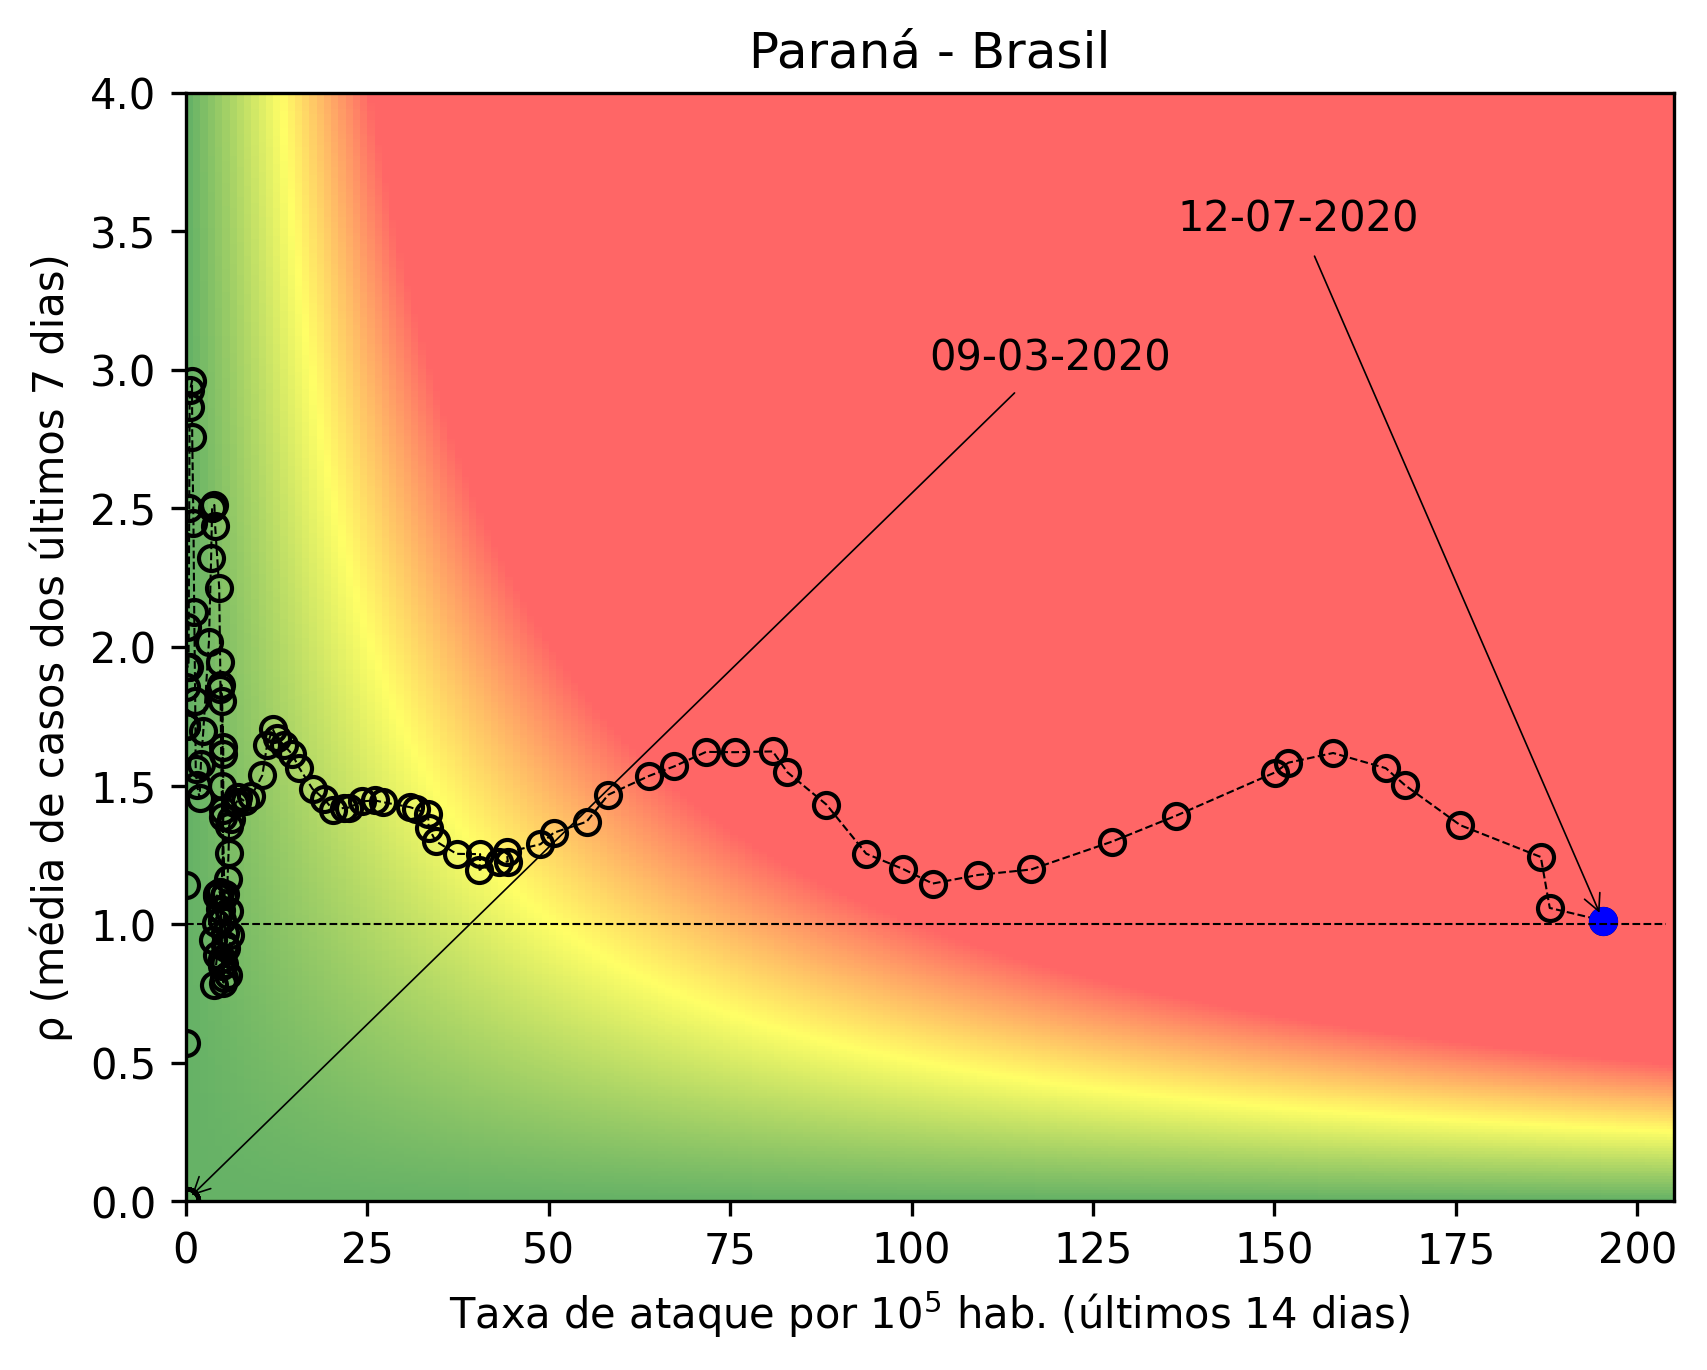 Paraná - Brasil
4.0
3.5
3.0
2.5
2.0
1.5
1.0
0.5
0.0
ρ (média de casos dos últimos 7 dias)
12-07-2020
09-03-2020
0 25 50 75 100 125 150 175 200
Taxa de ataque por 10⁵ hab. (últimos 14 dias)